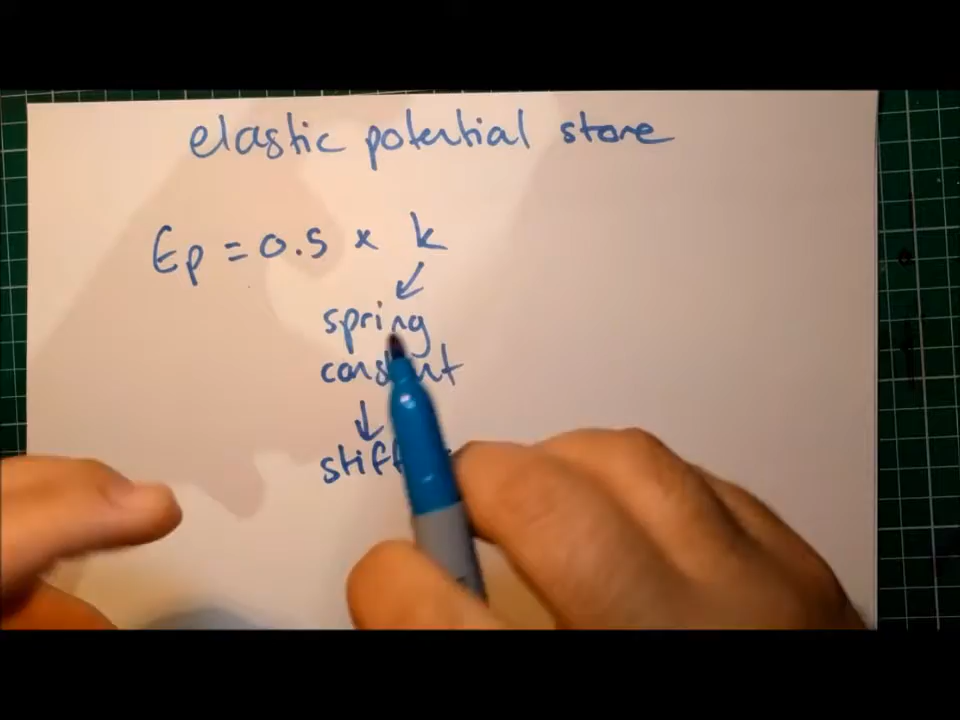 elastic potential store
Ep = 0.5 × k
spring